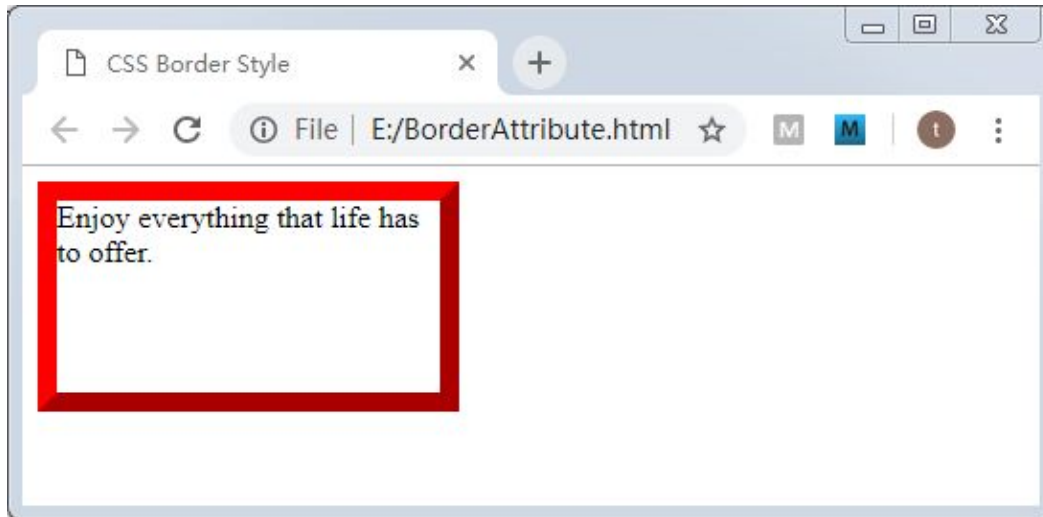 CSS Border Style
File | E:/BorderAttribute.html M M t
Enjoy everything that life has
to offer.